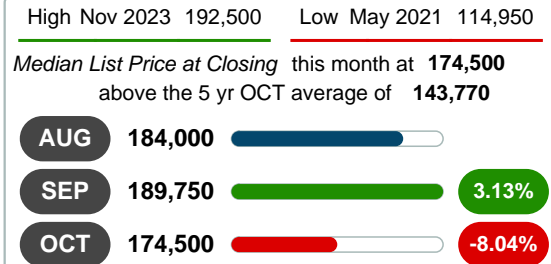 High Nov 2023 192,500 Low May 2021 114,950
Median List Price at Closing this month at 174,500
above the 5 yr OCT average of 143,770
AUG 184,000
SEP 189,750 3.13%
OCT 174,500 -8.04%